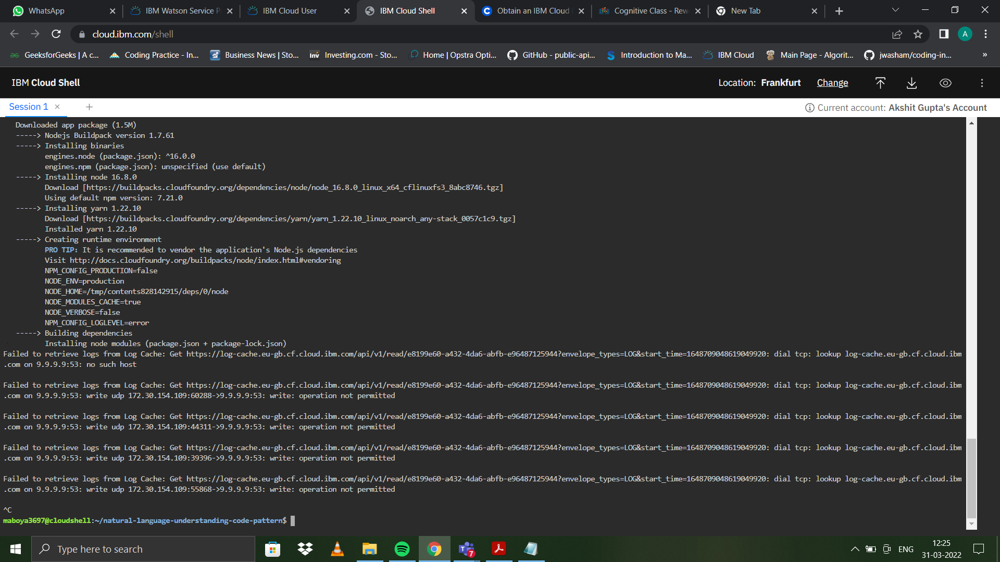 WhatsApp
IBM Watson Service P
IBM Cloud User
IBM Cloud Shell
Obtain an IBM Cloud
Cognitive Class - Rew
New Tab
cloud.ibm.com/shell
A
GeeksforGeeks | A c...
Coding Practice - In...
Business News | Sto...
Inv
Investing.com - Sto...
Home | Opstra Opti...
GitHub - public-api...
Introduction to Ma...
IBM Cloud
Main Page - Algorit...
jwasham/coding-in...
»
IBM Cloud Shell
Location: Frankfurt
Change
Session 1
Current account: Akshit Gupta's Account
Downloaded app package (1.5M)
-----> Nodejs Buildpack version 1.7.61
-----> Installing binaries
engines.node (package.json): ^16.0.0
engines.npm (package.json): unspecified (use default)
-----> Installing node 16.8.0
Download [https://buildpacks.cloudfoundry.org/dependencies/node/node_16.8.0_linux_x64_cflinuxfs3_8abc8746.tgz]
Using default npm version: 7.21.0
-----> Installing yarn 1.22.10
Download [https://buildpacks.cloudfoundry.org/dependencies/yarn/yarn_1.22.10_linux_noarch_any-stack_0057c1c9.tgz]
Installed yarn 1.22.10
-----> Creating runtime environment
PRO TIP: It is recommended to vendor the application's Node.js dependencies
Visit http://docs.cloudfoundry.org/buildpacks/node/index.html#vendoring
NPM_CONFIG_PRODUCTION=false
NODE_ENV=production
NODE_HOME=/tmp/contents828142915/deps/0/node
NODE_MODULES_CACHE=true
NODE_VERBOSE=false
NPM_CONFIG_LOGLEVEL=error
-----> Building dependencies
Installing node modules (package.json + package-lock.json)
Failed to retrieve logs from Log Cache: Get https://log-cache.eu-gb.cf.cloud.ibm.com/api/v1/read/e8199e60-a432-4da6-abfb-e96487125944?envelope_types=LOG&start_time=1648709048619049920: dial tcp: lookup log-cache.eu-gb.cf.cloud.ibm
.com on 9.9.9.9:53: no such host
Failed to retrieve logs from Log Cache: Get https://log-cache.eu-gb.cf.cloud.ibm.com/api/v1/read/e8199e60-a432-4da6-abfb-e96487125944?envelope_types=LOG&start_time=1648709048619049920: dial tcp: lookup log-cache.eu-gb.cf.cloud.ibm
.com on 9.9.9.9:53: write udp 172.30.154.109:60288->9.9.9.9:53: write: operation not permitted
Failed to retrieve logs from Log Cache: Get https://log-cache.eu-gb.cf.cloud.ibm.com/api/v1/read/e8199e60-a432-4da6-abfb-e96487125944?envelope_types=LOG&start_time=1648709048619049920: dial tcp: lookup log-cache.eu-gb.cf.cloud.ibm
.com on 9.9.9.9:53: write udp 172.30.154.109:44311->9.9.9.9:53: write: operation not permitted
Failed to retrieve logs from Log Cache: Get https://log-cache.eu-gb.cf.cloud.ibm.com/api/v1/read/e8199e60-a432-4da6-abfb-e96487125944?envelope_types=LOG&start_time=1648709048619049920: dial tcp: lookup log-cache.eu-gb.cf.cloud.ibm
.com on 9.9.9.9:53: write udp 172.30.154.109:39396->9.9.9.9:53: write: operation not permitted
Failed to retrieve logs from Log Cache: Get https://log-cache.eu-gb.cf.cloud.ibm.com/api/v1/read/e8199e60-a432-4da6-abfb-e96487125944?envelope_types=LOG&start_time=1648709048619049920: dial tcp: lookup log-cache.eu-gb.cf.cloud.ibm
.com on 9.9.9.9:53: write udp 172.30.154.109:55868->9.9.9.9:53: write: operation not permitted
^C
maboya3697@cloudshell:~/natural-language-understanding-code-pattern$
Type here to search
7
ENG
12:25
31-03-2022